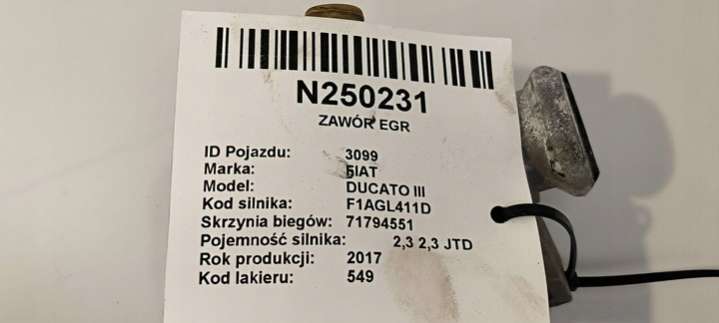 N250231
ZAWÓR EGR
ID Pojazdu: 3099
Marka: FIAT
Model: DUCATO III
Kod silnika: F1AGL411D
Skrzynia biegów: 71794551
Pojemność silnika: 2,3 2,3 JTD
Rok produkcji: 2017
Kod lakieru: 549